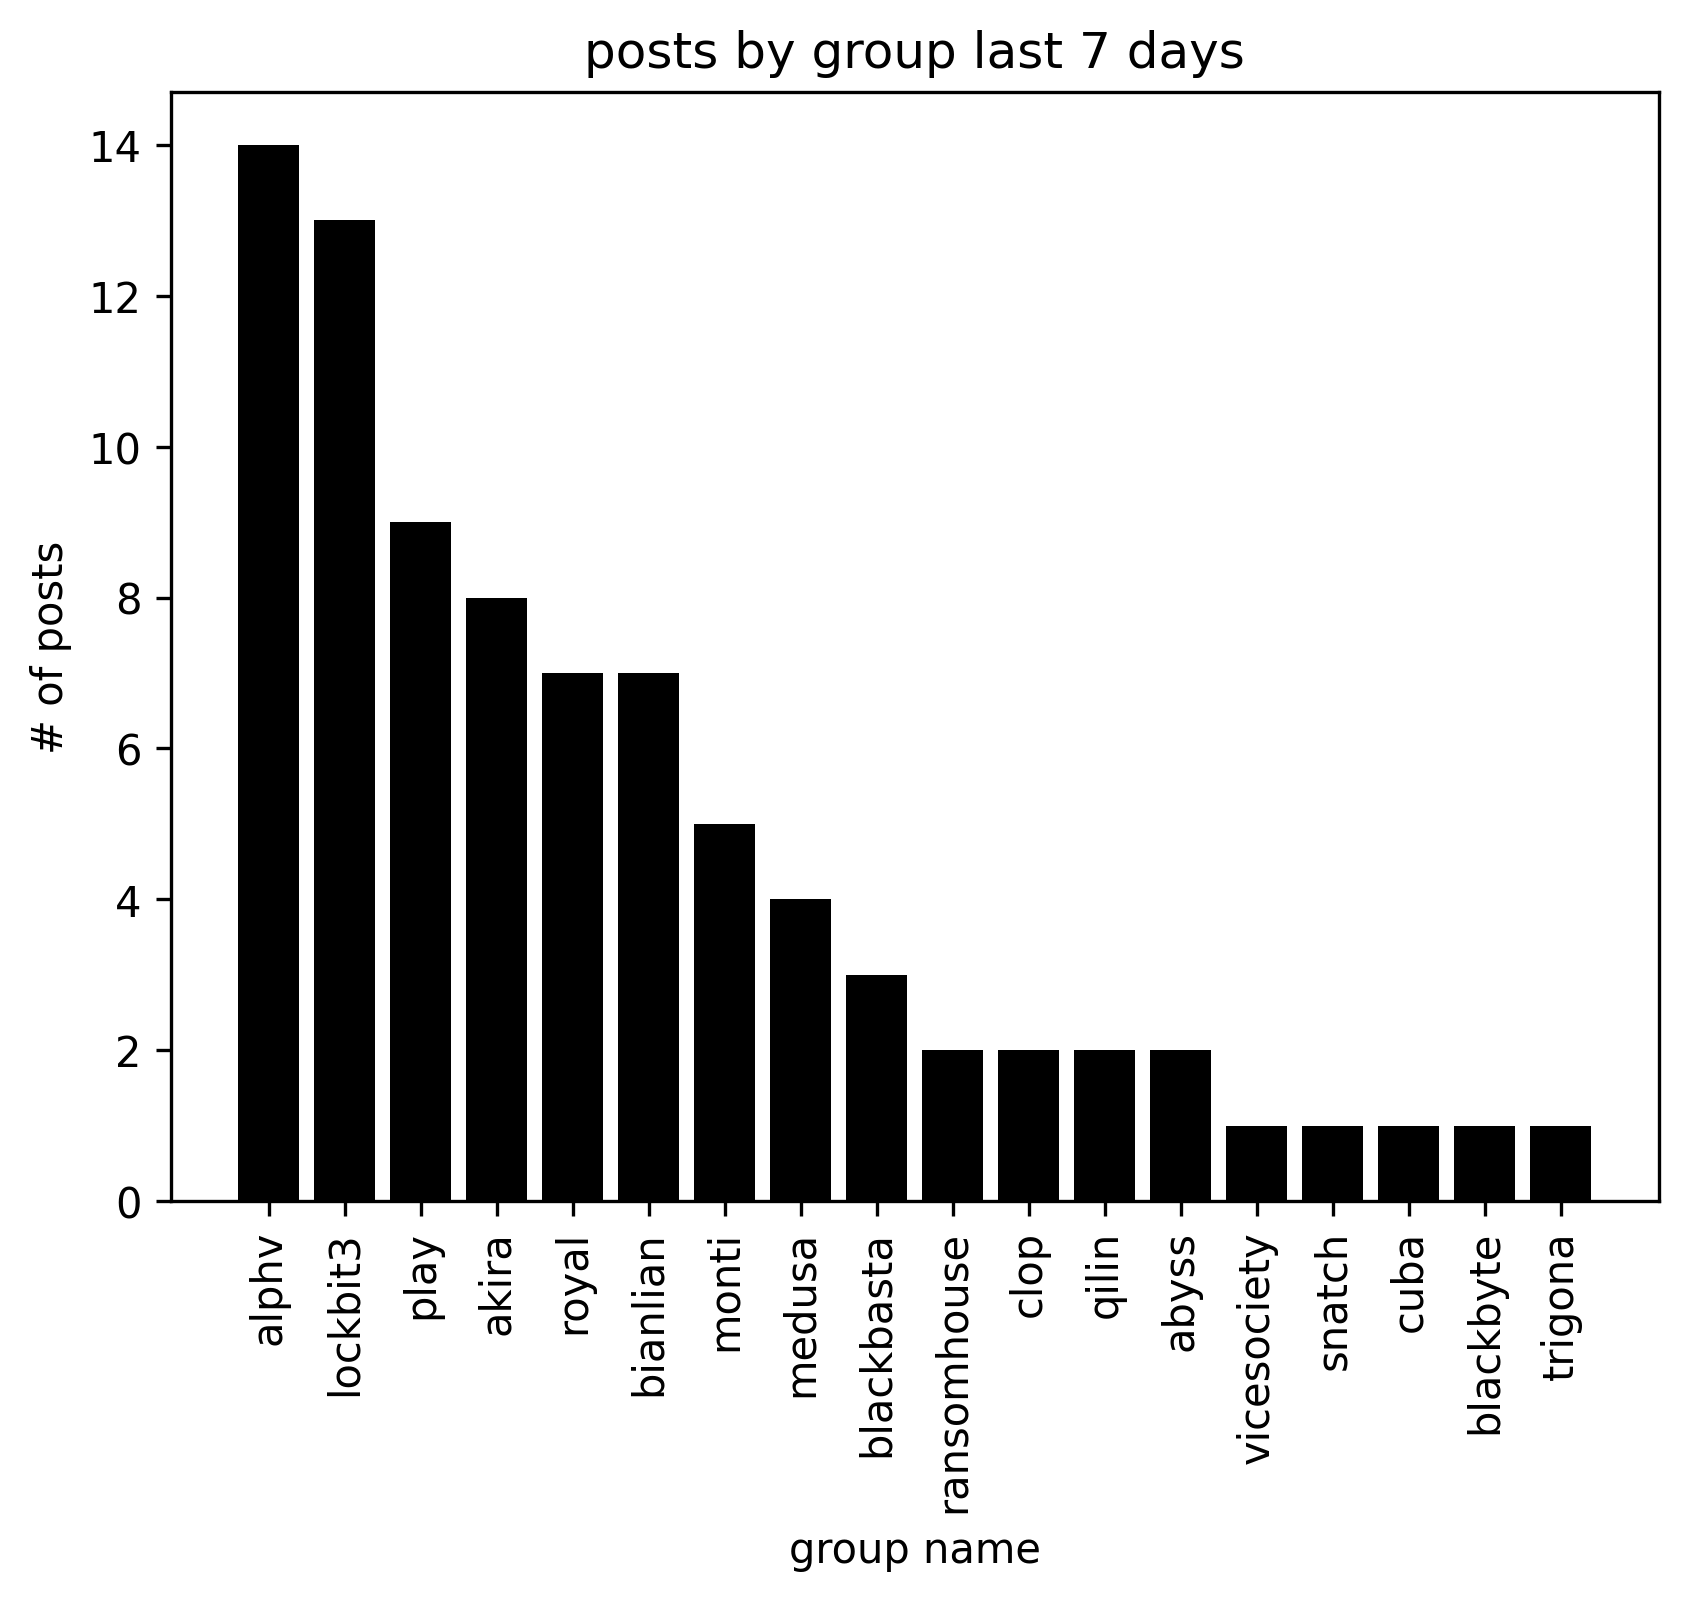 posts by group last 7 days
14
12
10
8
6
4
2
0
# of posts
alphv
lockbit3
play
akira
royal
bianlian
monti
medusa
blackbasta
ransomhouse
clop
qilin
abyss
vicesociety
snatch
cuba
blackbyte
trigona
group name